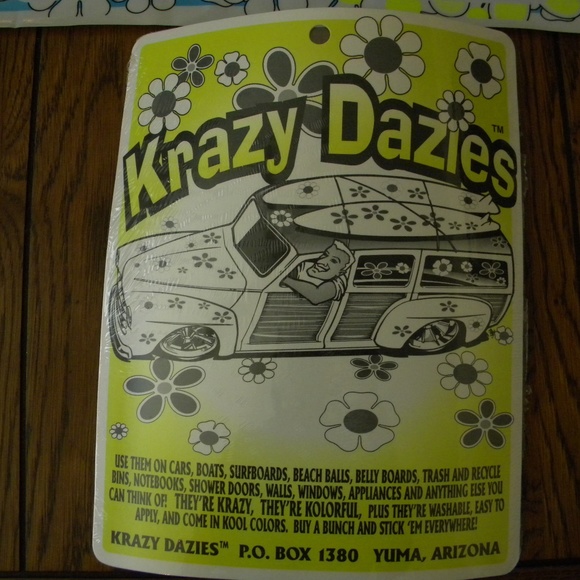 Krazy Dazies™
USE THEM ON CARS, BOATS, SURFBOARDS, BEACH BALLS, BELLY BOARDS, TRASH AND RECYCLE
BINS, NOTEBOOKS, SHOWER DOORS, WALLS, WINDOWS, APPLIANCES AND ANYTHING ELSE YOU
CAN THINK OF. THEY'RE KRAZY, THEY'RE KOLORFUL, PLUS THEY'RE WASHABLE, EASY TO
APPLY, AND COME IN KOOL COLORS. BUY A BUNCH AND STICK 'EM EVERYWHERE!
KRAZY DAZIES™ P.O. BOX 1380 YUMA, ARIZONA